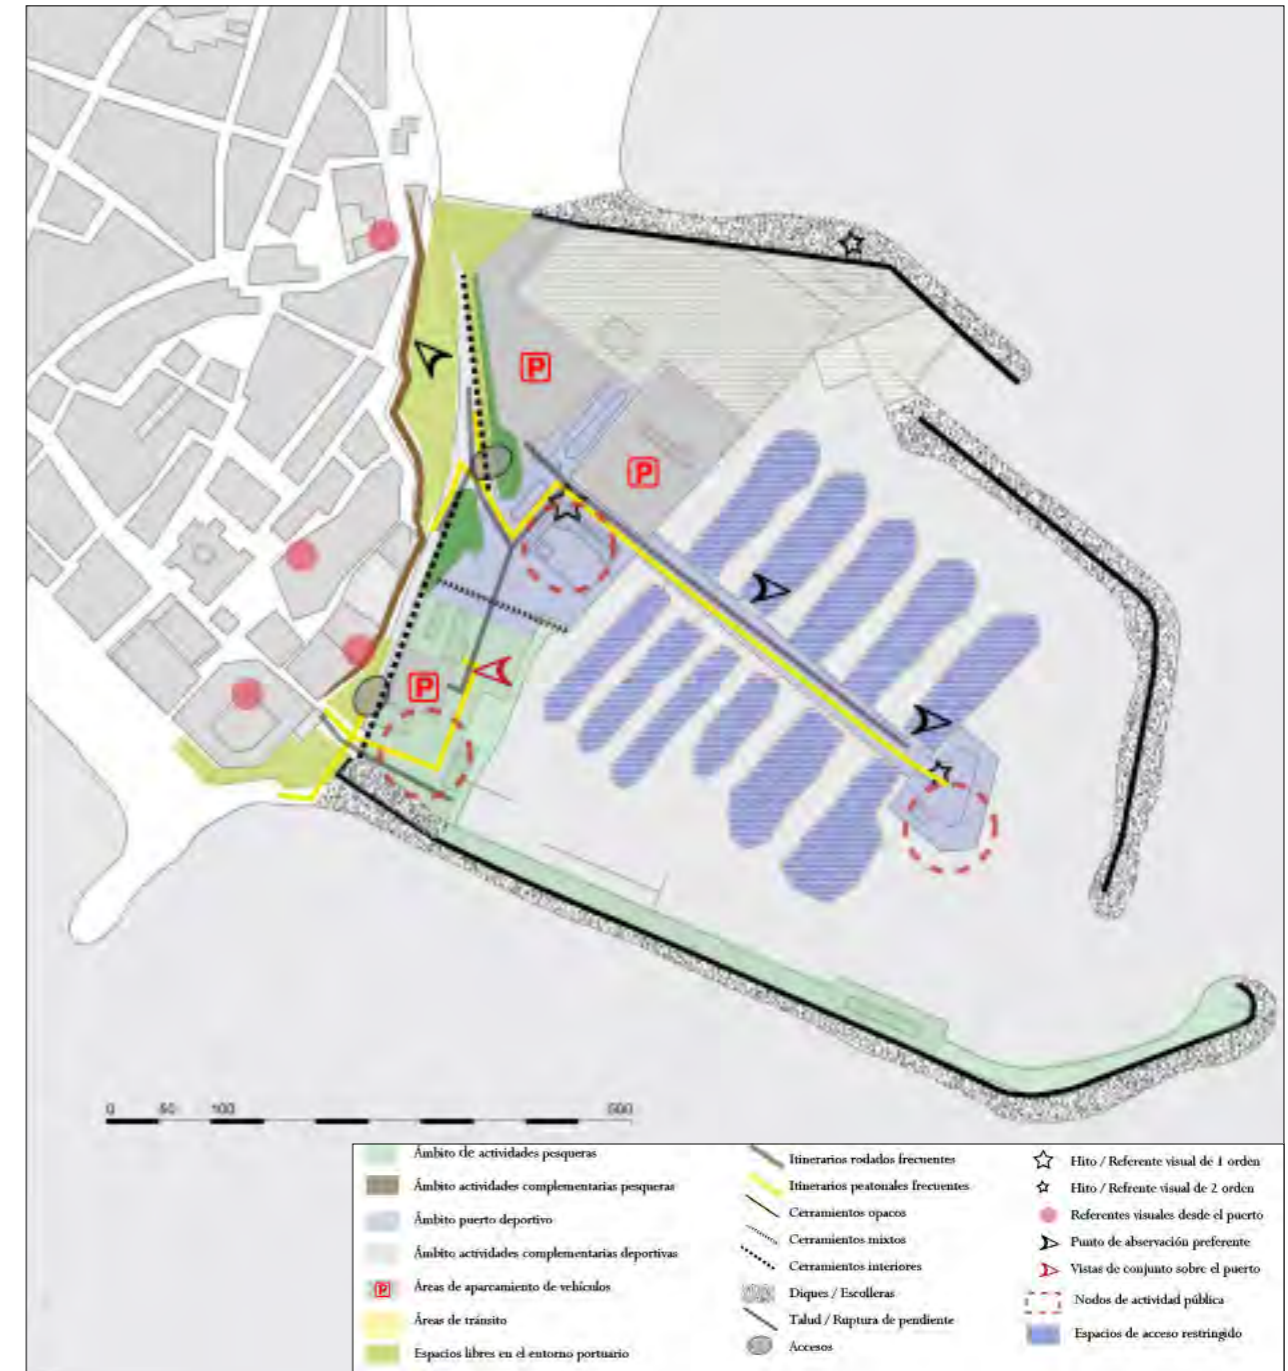 P
P
P
0 50 100 500
Ámbito de actividades pesqueras
Ámbito actividades complementarias pesqueras
Ámbito puerto deportivo
Ámbito actividades complementarias deportivas
P Áreas de aparcamiento de vehículos
Áreas de tránsito
Espacios libres en el entorno portuario
Itinerarios rodados frecuentes
Itinerarios peatonales frecuentes
Cerramientos opacos
Cerramientos mixtos
Cerramientos interiores
Diques / Escolleras
Talud / Ruptura de pendiente
Accesos
Hito / Referente visual de 1 orden
Hito / Refrente visual de 2 orden
Referentes visuales desde el puerto
Punto de abservación preferente
Vistas de conjunto sobre el puerto
Nodos de actividad pública
Espacios de acceso restringido